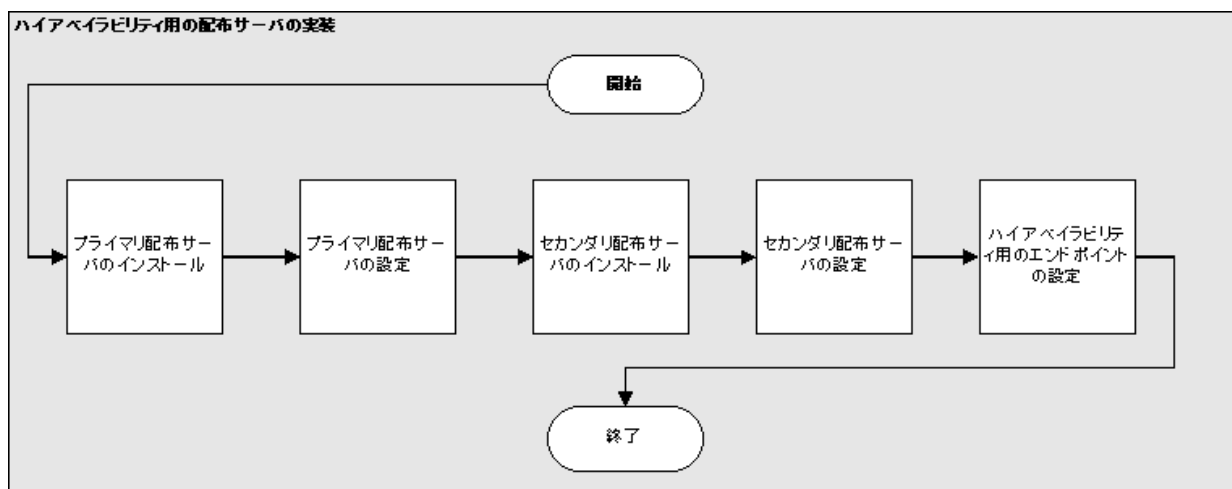 ハイアベイラビリティ用の配布サーバの実装
開始
プライマリ配布サー
バのインストール
プライマリ配布サー
バの設定
セカンダリ配布サー
バのインストール
セカンダリ配布サー
バの設定
ハイアベイラビリテ
ィ用のエンドポイント
の設定
終了